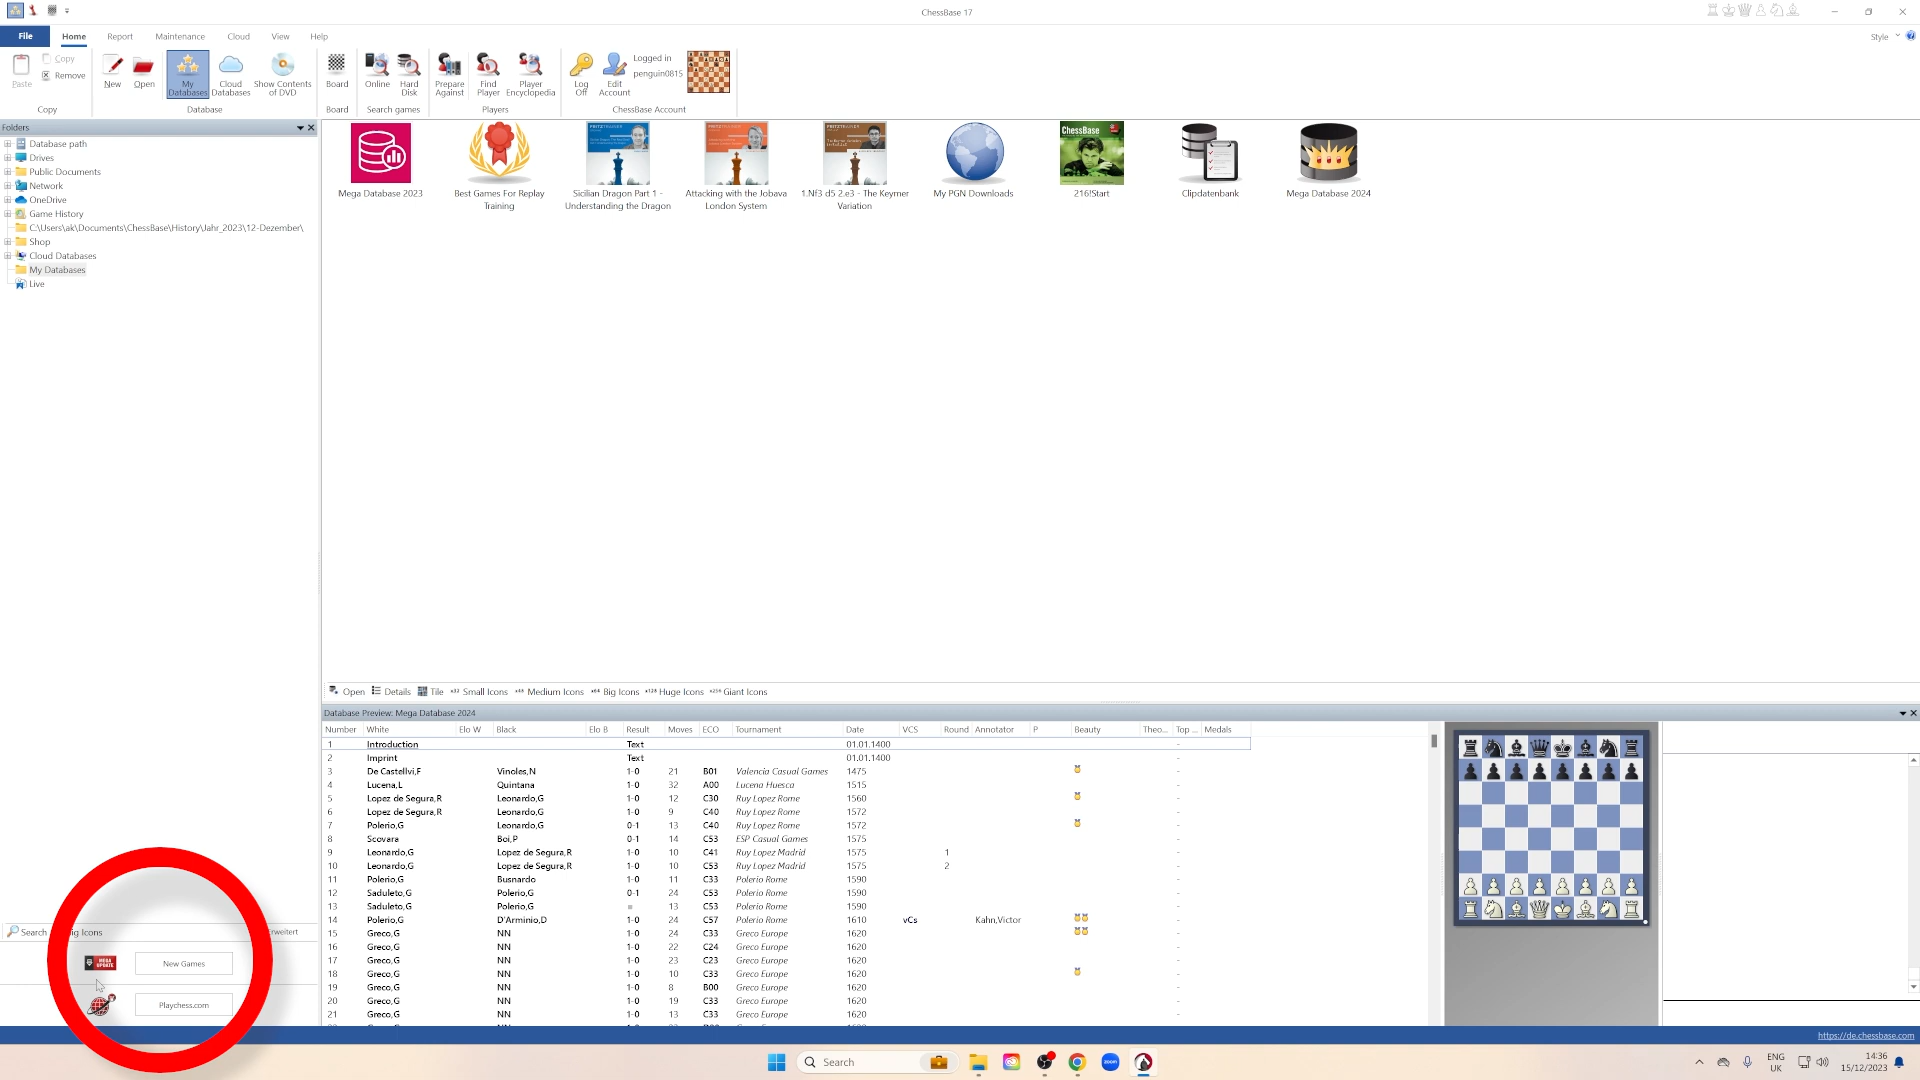 ChessBase 17
File Home Report Maintenance Cloud View Help
Style
Paste Copy Remove
New Open My Databases Cloud Databases Show Contents of DVD
Board
Online Hard Disk
Prepare Against Find Player Player Encyclopedia
Log Off Edit Account Logged in penguin0815
Copy Database Board Search games Players ChessBase Account
Folders
Database path
Drives
Public Documents
Network
OneDrive
Game History
C:\Users\ak\Documents\ChessBase\History\Jahr_2023\12-Dezember\
Shop
Cloud Databases
My Databases
Live
Mega Database 2023
Best Games For Replay Training
Sicilian Dragon Part 1 - Understanding the Dragon
Attacking with the Jobava London System
1.Nf3 d5 2.e3 - The Keymer Variation
My PGN Downloads
ChessBase
216!Start
Clipdatenbank
Mega Database 2024
Open Details Tile Small Icons Medium Icons Big Icons Huge Icons Giant Icons
Database Preview: Mega Database 2024
Number White Elo W Black Elo B Result Moves ECO Tournament Date VCS Round Annotator P Beauty Theo... Top ... Medals
1 Introduction Text 01.01.1400 -
2 Imprint Text 01.01.1400 -
3 De Castellvi,F Vinoles,N 1-0 21 B01 Valencia Casual Games 1475 -
4 Lucena,L Quintana 1-0 32 A00 Lucena Huesca 1515 -
5 Lopez de Segura,R Leonardo,G 1-0 12 C30 Ruy Lopez Rome 1560 -
6 Lopez de Segura,R Leonardo,G 1-0 9 C40 Ruy Lopez Rome 1572 -
7 Polerio,G Leonardo,G 0-1 13 C40 Ruy Lopez Rome 1572 -
8 Scovara Boi,P 0-1 14 C53 ESP Casual Games 1575 -
9 Leonardo,G Lopez de Segura,R 1-0 10 C41 Ruy Lopez Madrid 1575 1 -
10 Leonardo,G Lopez de Segura,R 1-0 10 C53 Ruy Lopez Madrid 1575 2 -
11 Polerio,G Busnardo 1-0 11 C33 Polerio Rome 1590 -
12 Saduleto,G Polerio,G 0-1 24 C53 Polerio Rome 1590 -
13 Saduleto,G Polerio,G = 13 C53 Polerio Rome 1590 -
14 Polerio,G D'Arminio,D 1-0 24 C57 Polerio Rome 1610 vCs Kahn,Victor -
15 Greco,G NN 1-0 24 C33 Greco Europe 1620 -
16 Greco,G NN 1-0 22 C24 Greco Europe 1620 -
17 Greco,G NN 1-0 23 C23 Greco Europe 1620 -
18 Greco,G NN 1-0 10 C33 Greco Europe 1620 -
19 Greco,G NN 1-0 8 B00 Greco Europe 1620 -
20 Greco,G NN 1-0 19 C33 Greco Europe 1620 -
21 Greco,G NN 1-0 13 C33 Greco Europe 1620 -
Search Icons
MEGA UPDATE New Games
Playchess.com
https://de.chessbase.com
Search
zoom
ENG UK
14:36
15/12/2023